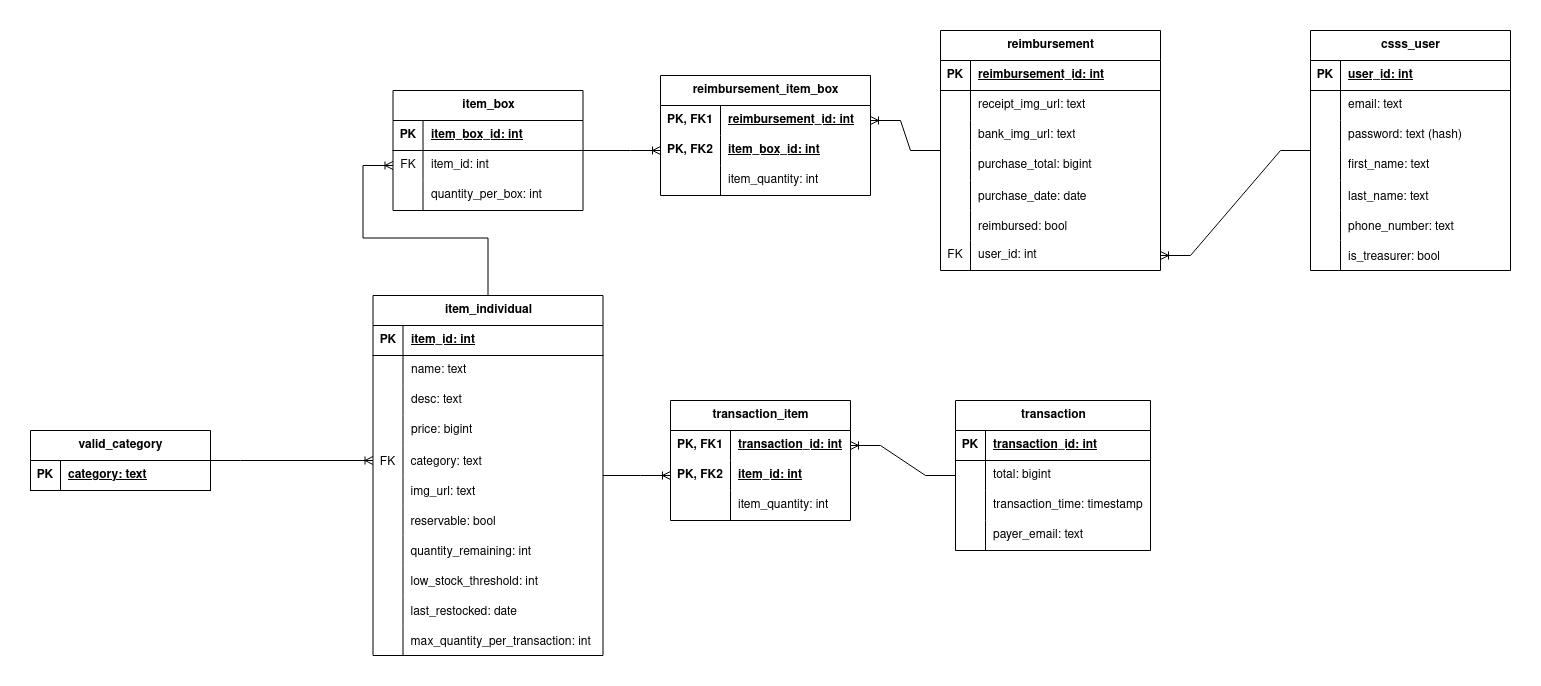 item_box
PK item_box_id: int
FK item_id: int
quantity_per_box: int
reimbursement_item_box
PK, FK1 reimbursement_id: int
PK, FK2 item_box_id: int
item_quantity: int
reimbursement
PK reimbursement_id: int
receipt_img_url: text
bank_img_url: text
purchase_total: bigint
purchase_date: date
reimbursed: bool
FK user_id: int
csss_user
PK user_id: int
email: text
password: text (hash)
first_name: text
last_name: text
phone_number: text
is_treasurer: bool
valid_category
PK category: text
item_individual
PK item_id: int
name: text
desc: text
price: bigint
FK category: text
img_url: text
reservable: bool
quantity_remaining: int
low_stock_threshold: int
last_restocked: date
max_quantity_per_transaction: int
transaction_item
PK, FK1 transaction_id: int
PK, FK2 item_id: int
item_quantity: int
transaction
PK transaction_id: int
total: bigint
transaction_time: timestamp
payer_email: text